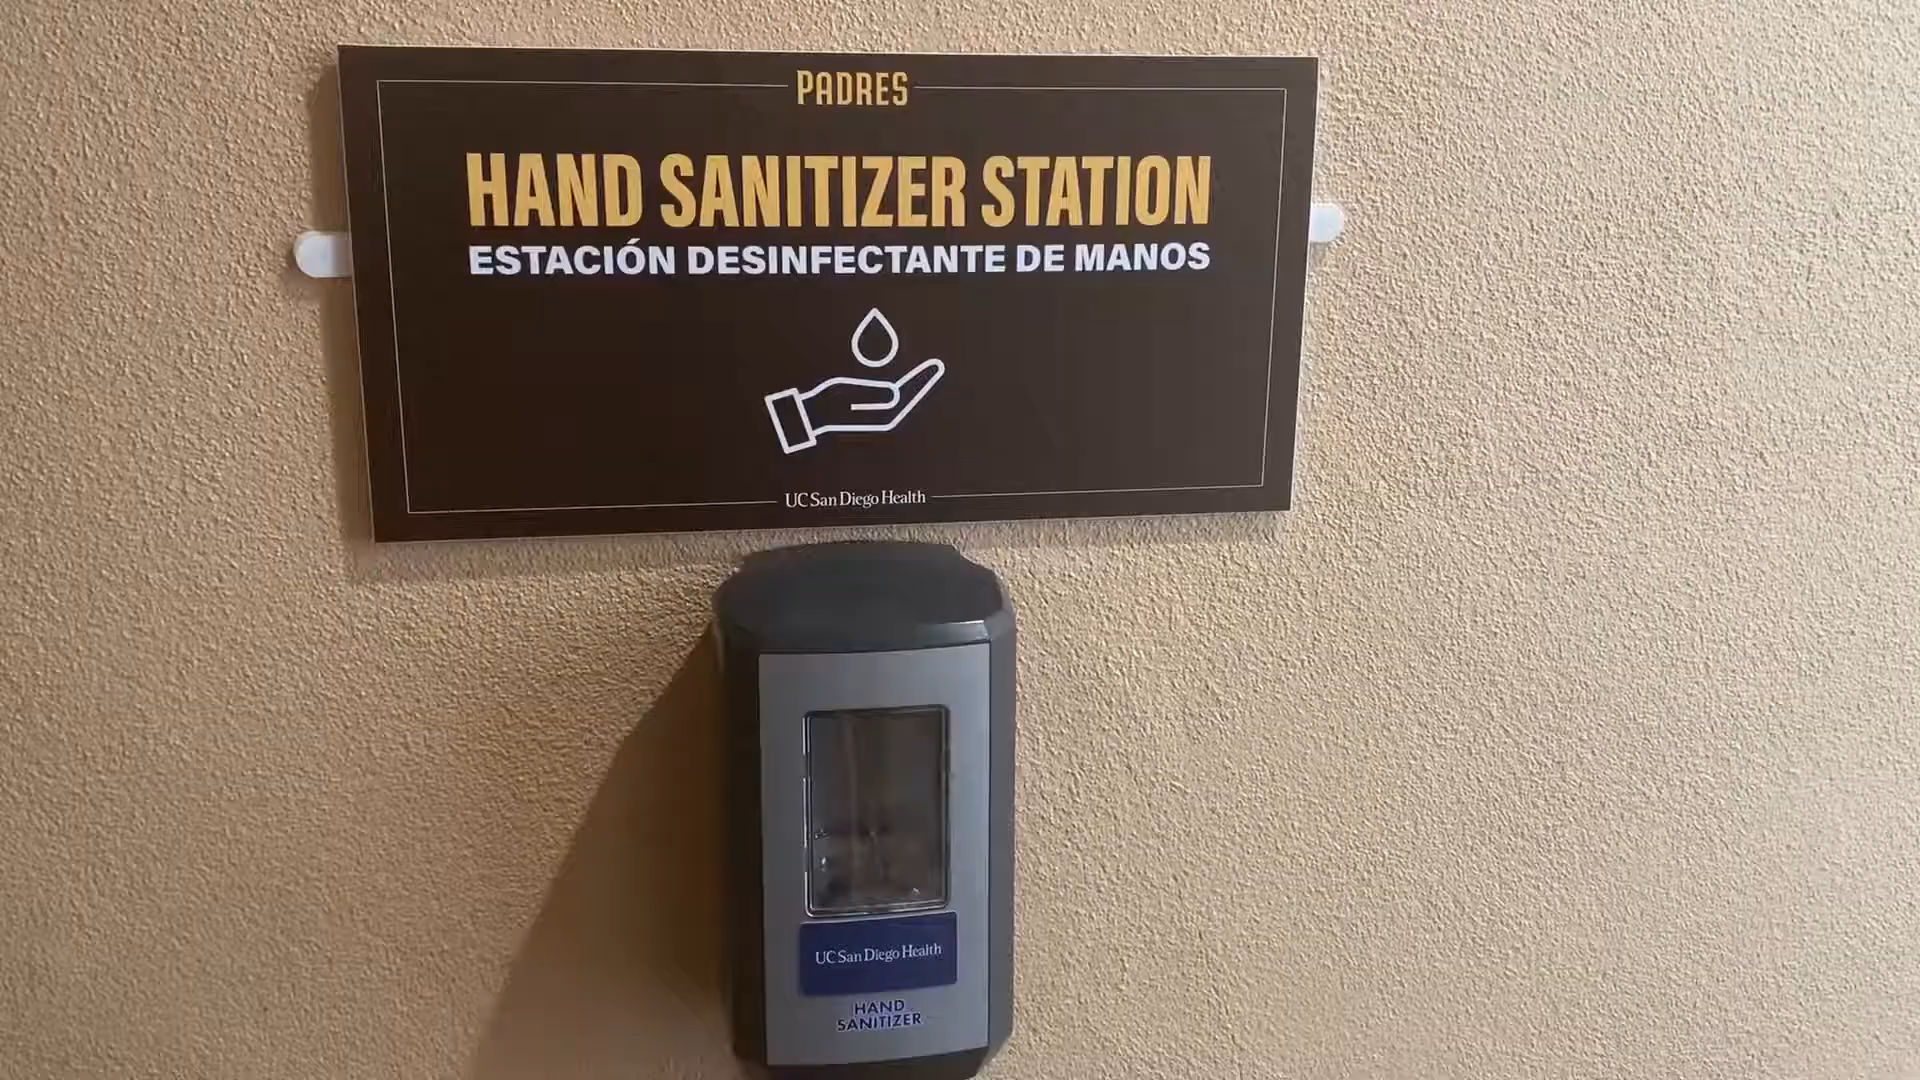 PADRES
HAND SANITIZER STATION
ESTACIÓN DESINFECTANTE DE MANOS
UC San Diego Health
UC San Diego Health
HAND
SANITIZER